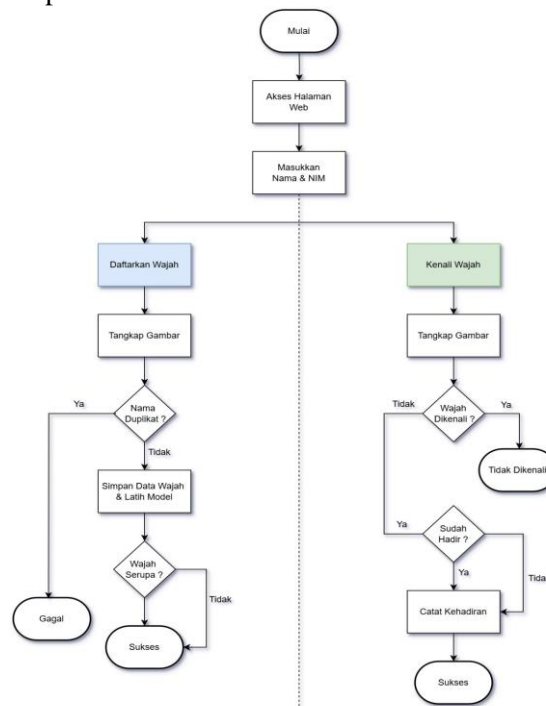 Mulai
Akses Halaman
Web
Masukkan
Nama & NIM
Daftarkan Wajah
Tangkap Gambar
Ya
Nama
Duplikat ?
Tidak
Simpan Data Wajah
& Latih Model
Wajah
Serupa ?
Tidak
Gagal
Sukses
Kenali Wajah
Tangkap Gambar
Tidak
Wajah
Dikenali ?
Ya
Tidak Dikenali
Ya
Sudah
Hadir ?
Ya
Tida
Catat Kehadiran
Sukses